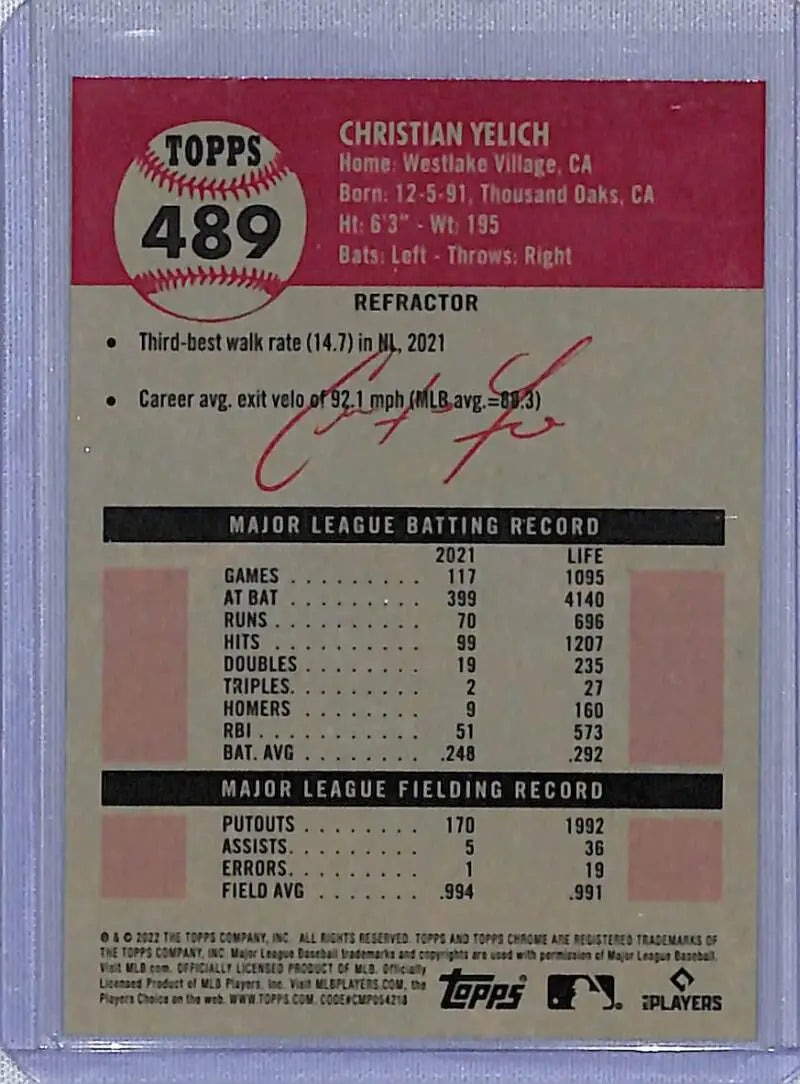 TOPPS
489
CHRISTIAN YELICH
Home: Westlake Village, CA
Born: 12-5-91, Thousand Oaks, CA
Ht: 6'3" - Wt: 195
Bats: Left - Throws: Right
REFRACTOR
• Third-best walk rate (14.7) in NL, 2021
• Career avg. exit velo of 92.1 mph (MLB avg.=88.3)
MAJOR LEAGUE BATTING RECORD
2021 LIFE
GAMES . . . . . . . . . 117 1095
AT BAT . . . . . . . . . 399 4140
RUNS . . . . . . . . . . 70 696
HITS . . . . . . . . . . 99 1207
DOUBLES . . . . . . . . 19 235
TRIPLES. . . . . . . . . 2 27
HOMERS . . . . . . . . 9 160
RBI . . . . . . . . . . . 51 573
BAT. AVG . . . . . . . . .248 .292
MAJOR LEAGUE FIELDING RECORD
PUTOUTS . . . . . . . . 170 1992
ASSISTS. . . . . . . . . 5 36
ERRORS. . . . . . . . . 1 19
FIELD AVG . . . . . . . .994 .991
® & © 2022 THE TOPPS COMPANY, INC. ALL RIGHTS RESERVED. TOPPS AND TOPPS CHROME ARE REGISTERED TRADEMARKS OF
THE TOPPS COMPANY, INC. Major League Baseball trademarks and copyrights are used with permission of Major League Baseball.
Visit MLB.com. OFFICIALLY LICENSED PRODUCT OF MLB. Officially
Licensed Product of MLB Players, Inc. Visit MLBPLAYERS.COM, the
Players Choice on the web. WWW.TOPPS.COM. CODE#CMP054218
Topps®
PLAYERS